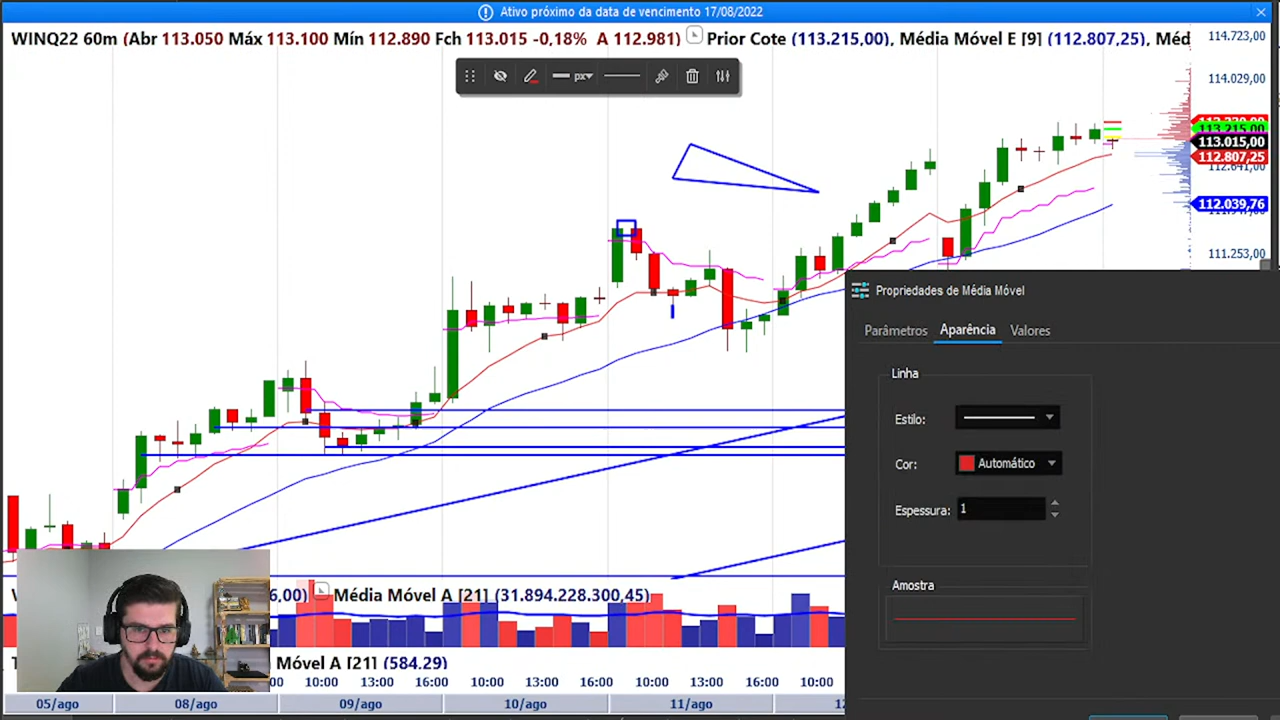 Ativo próximo da data de vencimento 17/08/2022
WINQ22 60m (Abr 113.050 Máx 113.100 Mín 112.890 Fch 113.015 -0,18% A 112.981) Prior Cote (113.215,00), Média Móvel E [9] (112.807,25), Méd
px
114.723,00
114.029,00
113.215,00
113.015,00
112.807,25
112.039,76
111.253,00
Propriedades de Média Móvel
Parâmetros Aparência Valores
Linha
Estilo:
Cor: Automático
Espessura: 1
Amostra
6,00) Média Móvel A [21] (31.894.228.300,45)
Móvel A [21] (584,29)
00 10:00 13:00 16:00 10:00 13:00 16:00 10:00 13:00 16:00 10:00
05/ago 08/ago 09/ago 10/ago 11/ago 12